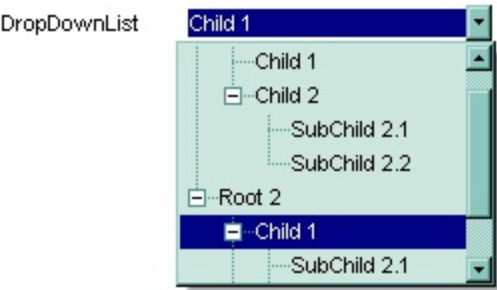 DropDownList Child 1
Child 1
Child 2
SubChild 2.1
SubChild 2.2
Root 2
Child 1
SubChild 2.1